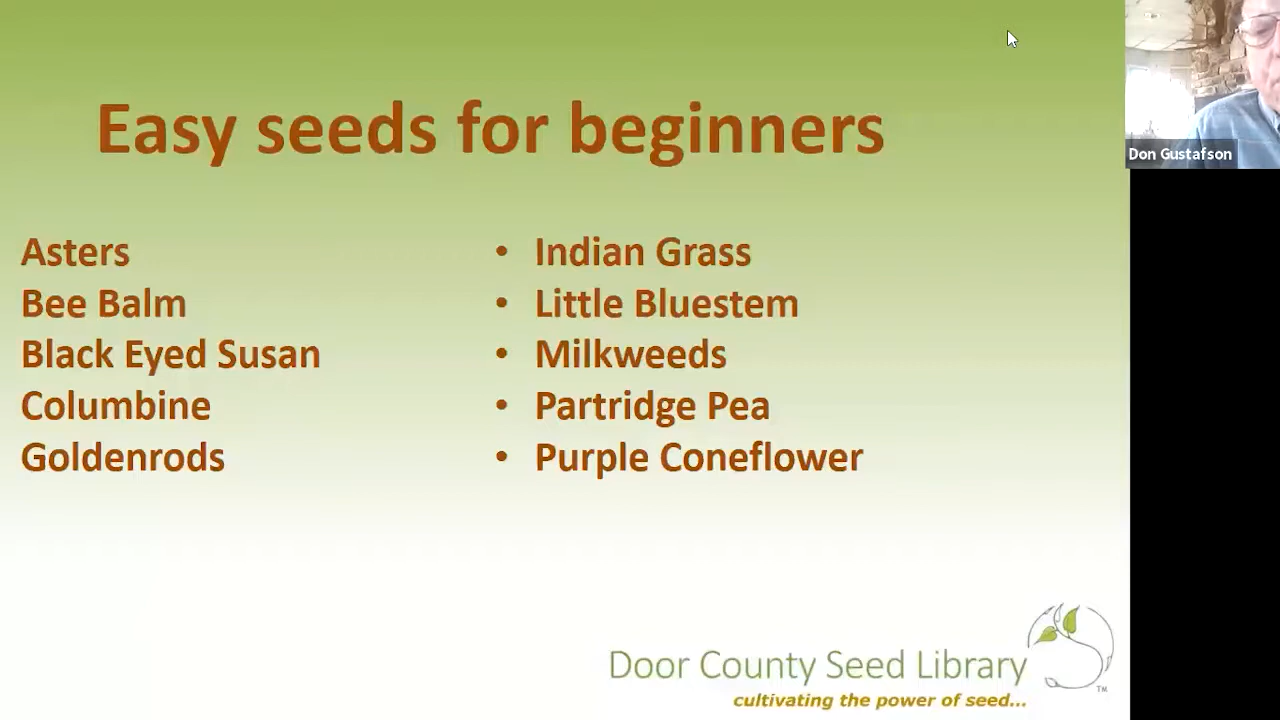 Easy seeds for beginners
Asters
Bee Balm
Black Eyed Susan
Columbine
Goldenrods
• Indian Grass
• Little Bluestem
• Milkweeds
• Partridge Pea
• Purple Coneflower
Don Gustafson
Door County Seed Library
TM
cultivating the power of seed...